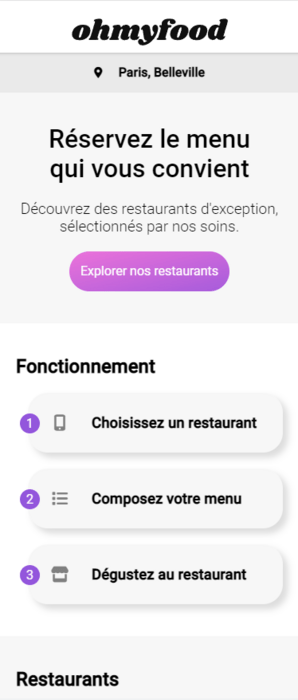 ohmyfood
Paris, Belleville
Réservez le menu
qui vous convient
Découvrez des restaurants d'exception,
sélectionnés par nos soins.
Explorer nos restaurants
Fonctionnement
1 Choisissez un restaurant
2 Composez votre menu
3 Dégustez au restaurant
Restaurants